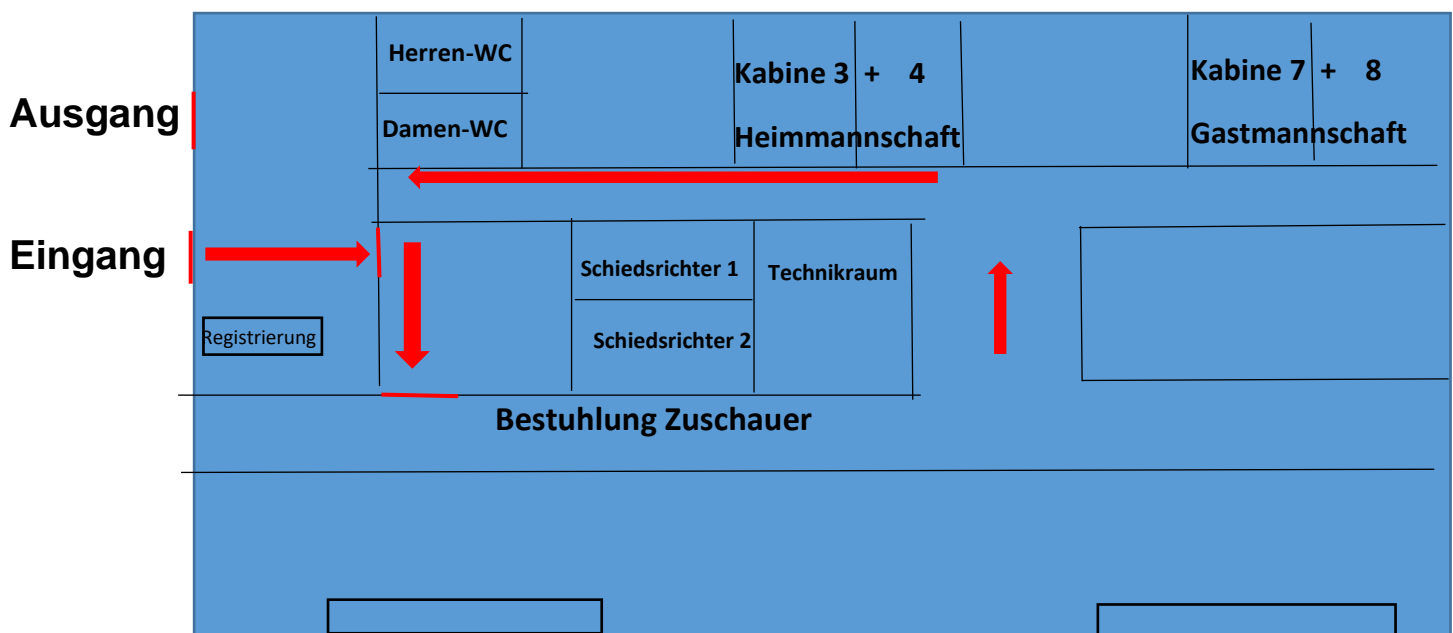 Herren-WC
Kabine 3 + 4
Kabine 7 + 8
Ausgang
Damen-WC
Heimmannschaft
Gastmannschaft
Eingang
Schiedsrichter 1
Technikraum
Registrierung
Schiedsrichter 2
Bestuhlung Zuschauer